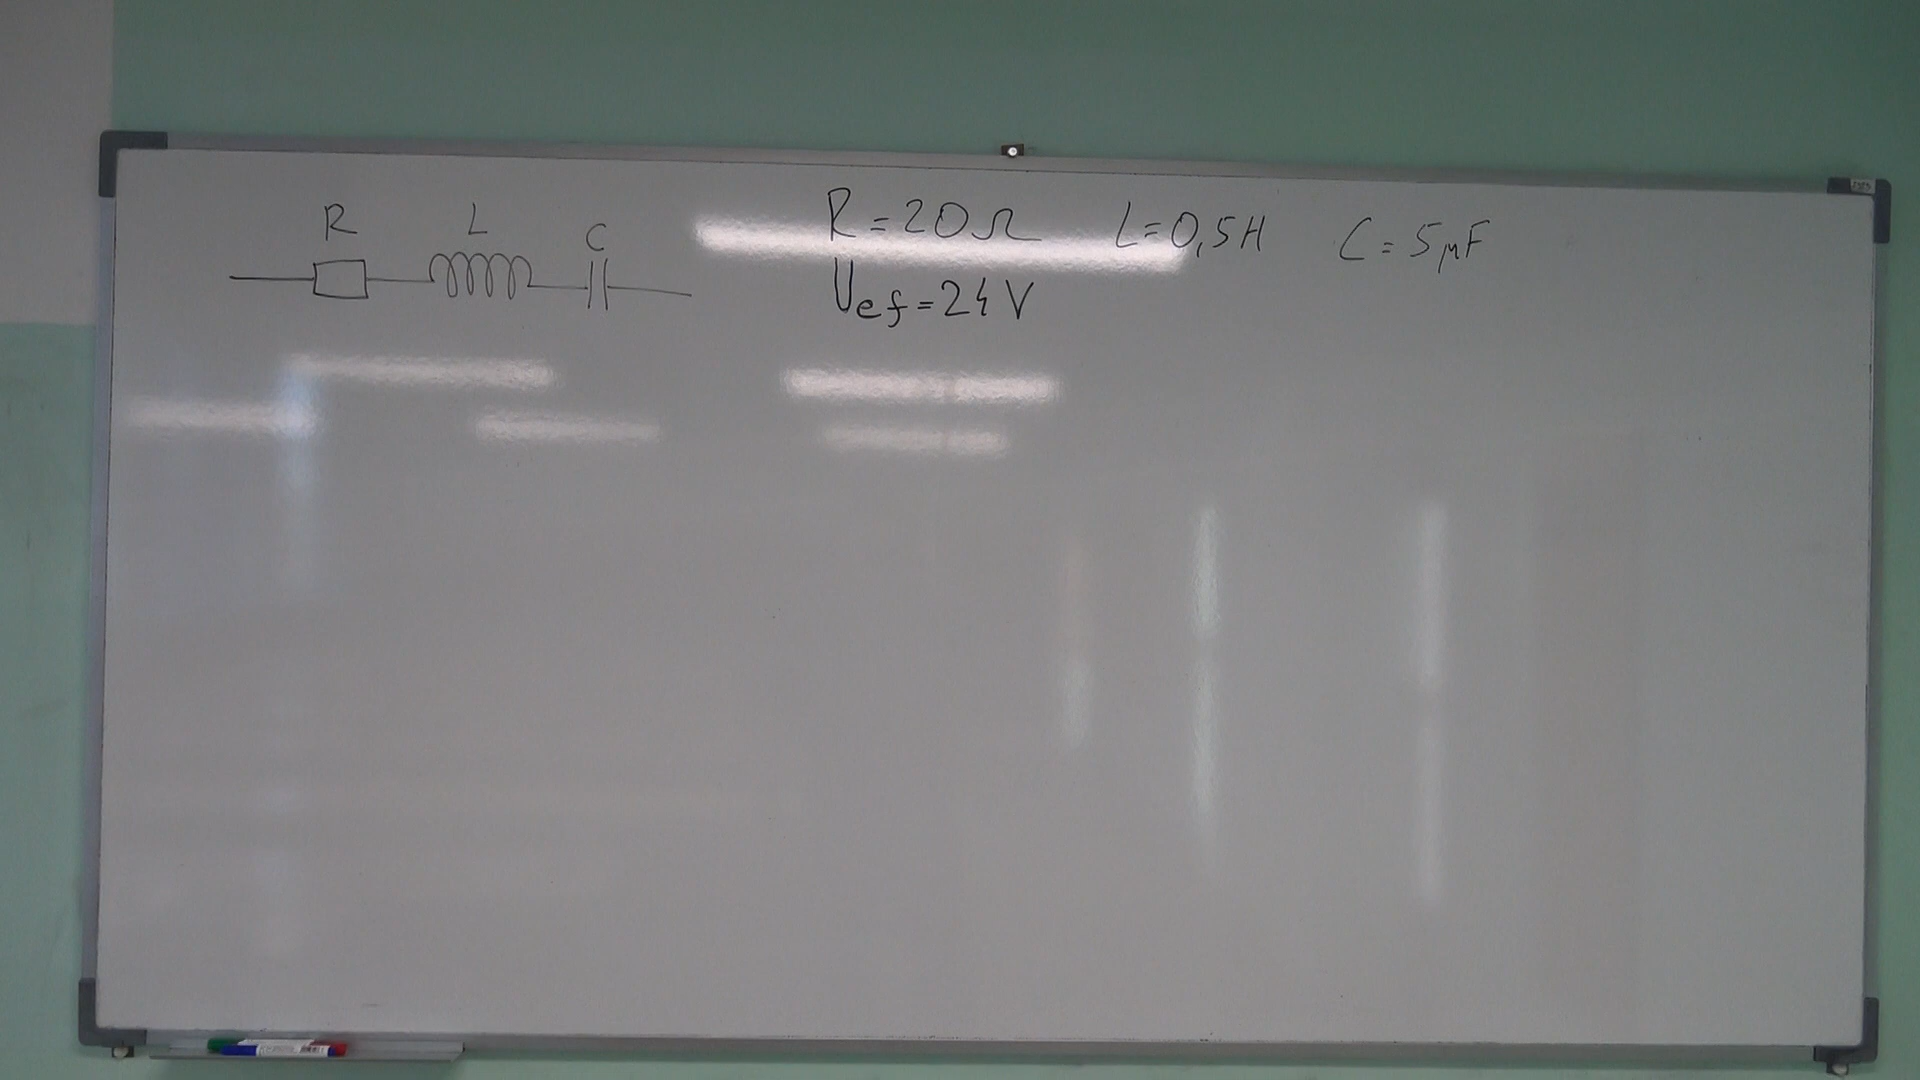 R L C
R = 20Ω L = 0,5H C = 5μF
Uef = 24V